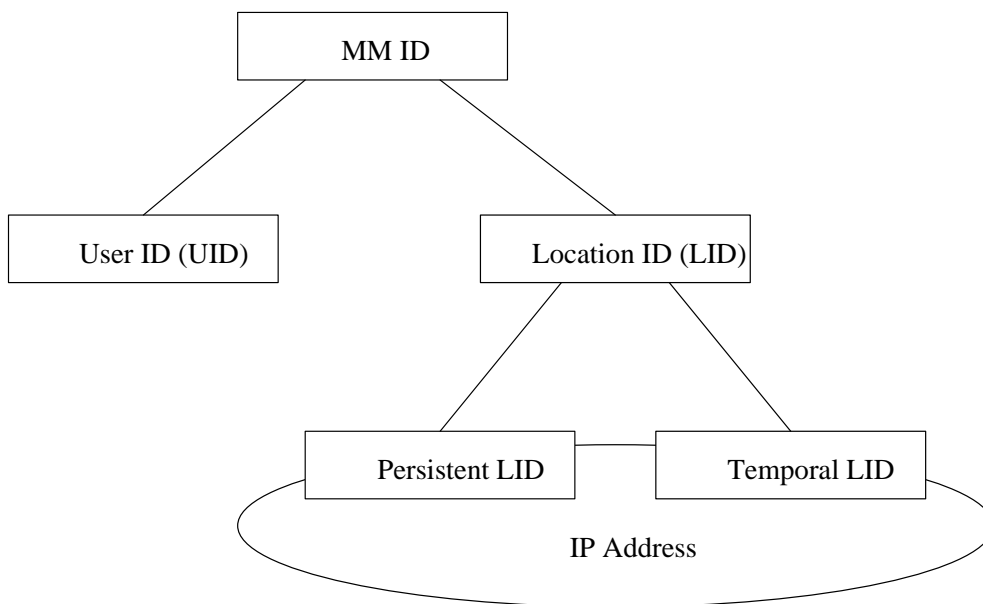 MM ID
User ID (UID)
Location ID (LID)
Persistent LID
Temporal LID
IP Address